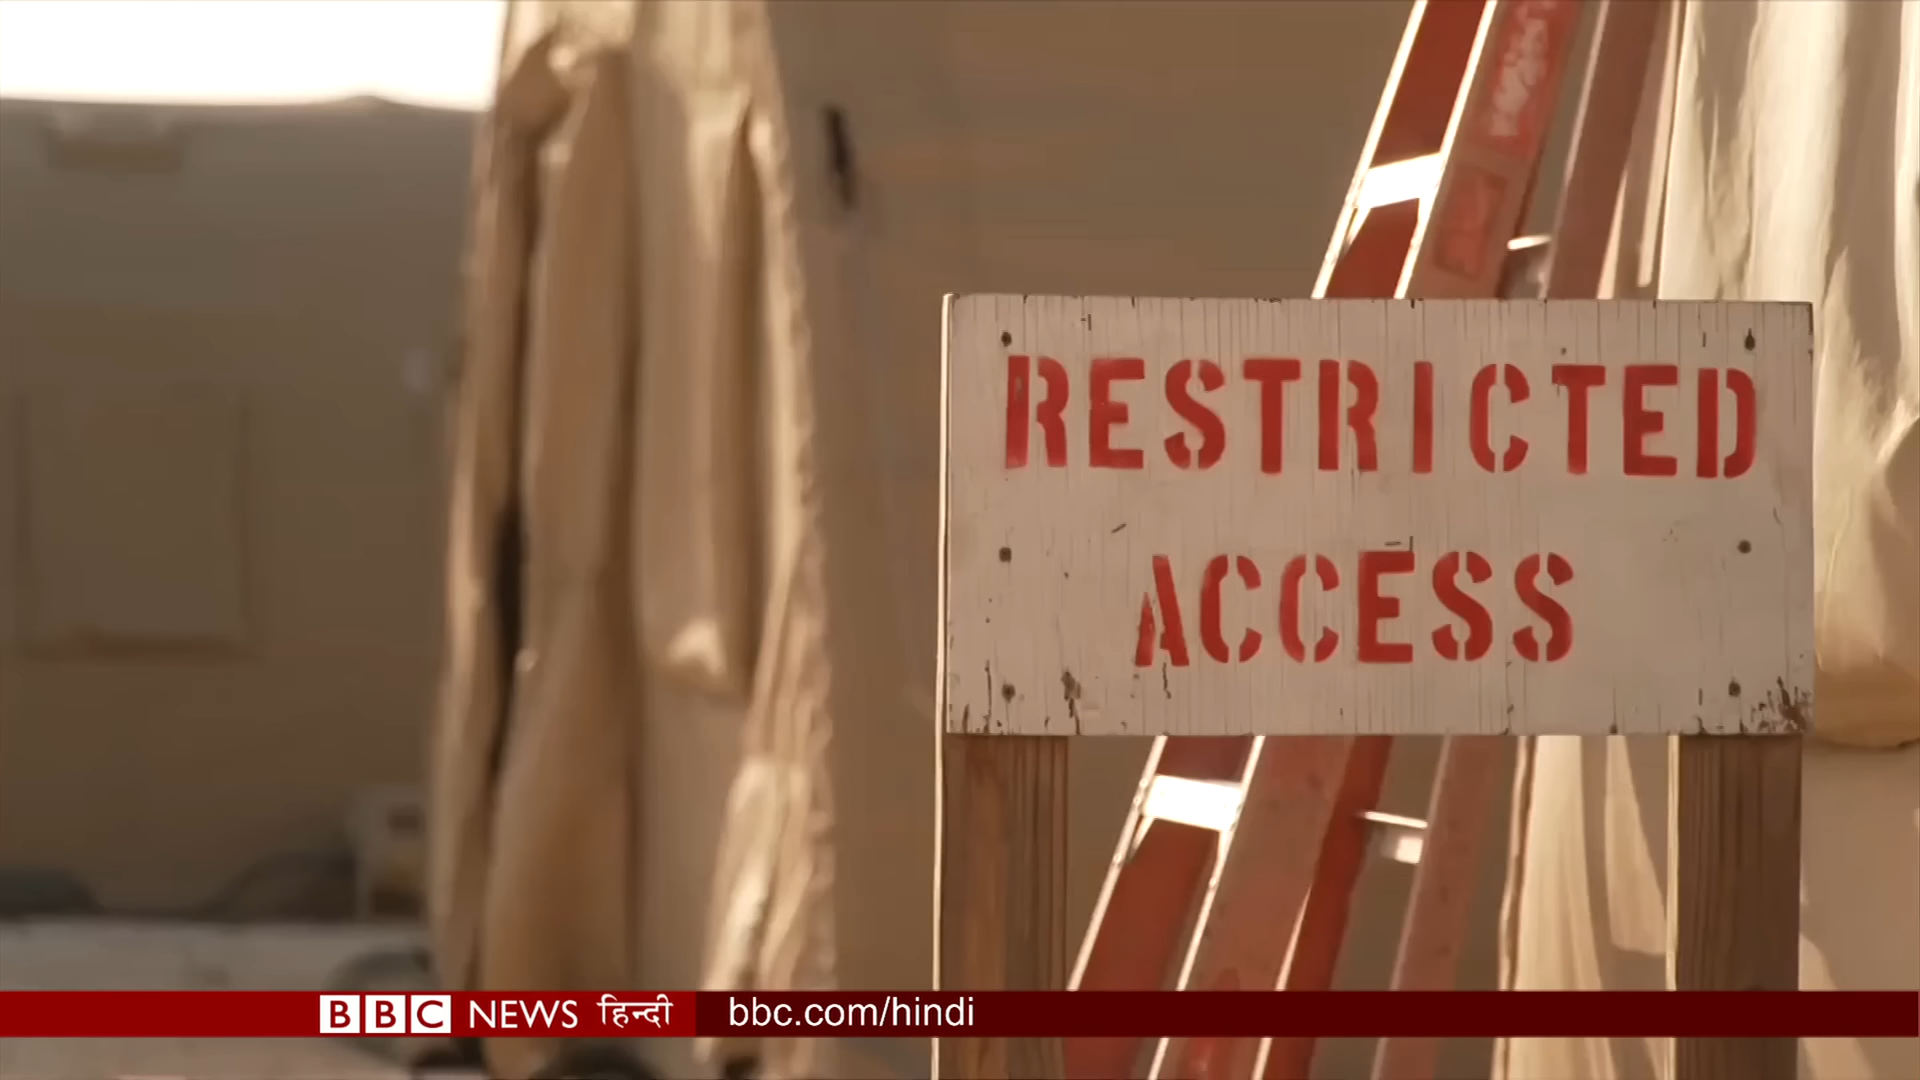 RESTRICTED
ACCESS
BBC NEWS हिन्दी bbc.com/hindi